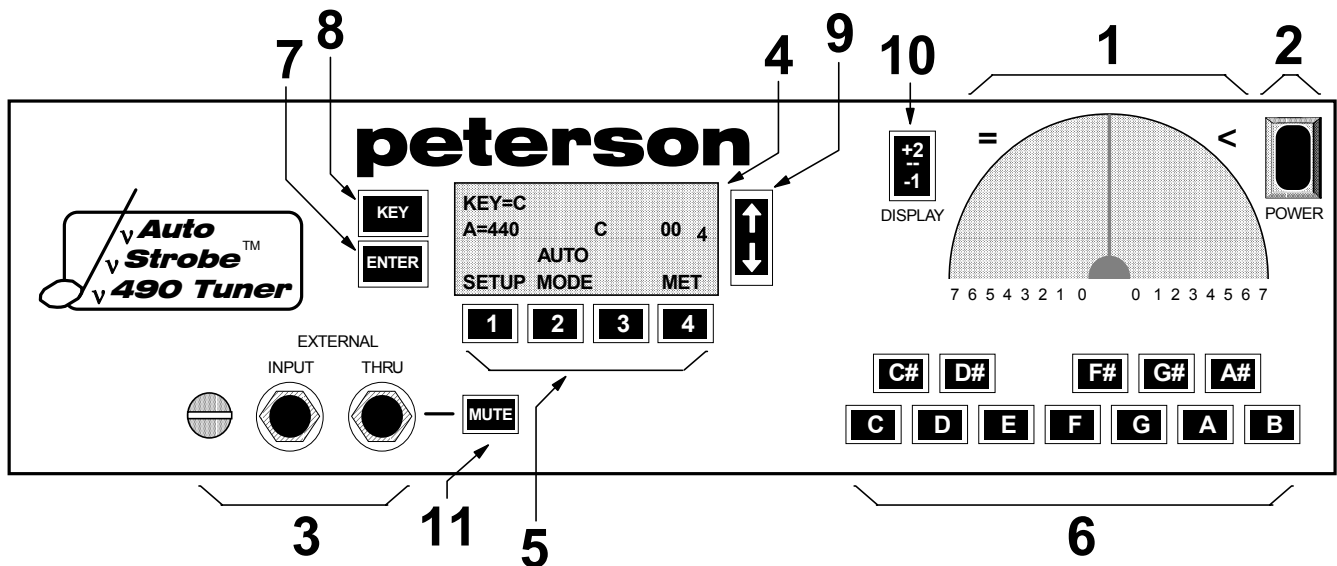 8
7
4
9
10
1
2
peterson
KEY
ENTER
KEY=C
A=440 C 00 4
AUTO
SETUP MODE MET
1 2 3 4
+2
--
-1
DISPLAY
= <
POWER
7 6 5 4 3 2 1 0 0 1 2 3 4 5 6 7
ν Auto
ν Strobe™
ν 490 Tuner
EXTERNAL
INPUT THRU
MUTE
C# D# F# G# A#
C D E F G A B
3
11
5
6